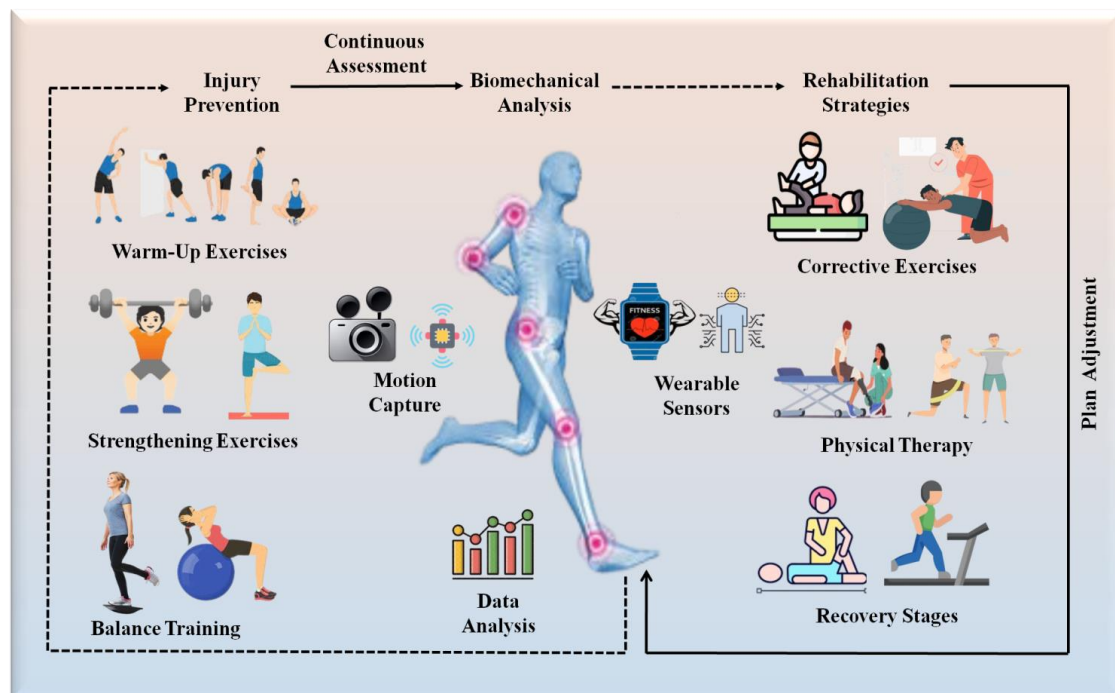 Continuous
Assessment
Injury
Prevention
Biomechanical
Analysis
Rehabilitation
Strategies
Warm-Up Exercises
Corrective Exercises
FITNESS
Motion
Capture
Wearable
Sensors
Plan Adjustment
Strengthening Exercises
Physical Therapy
Data
Analysis
Balance Training
Recovery Stages